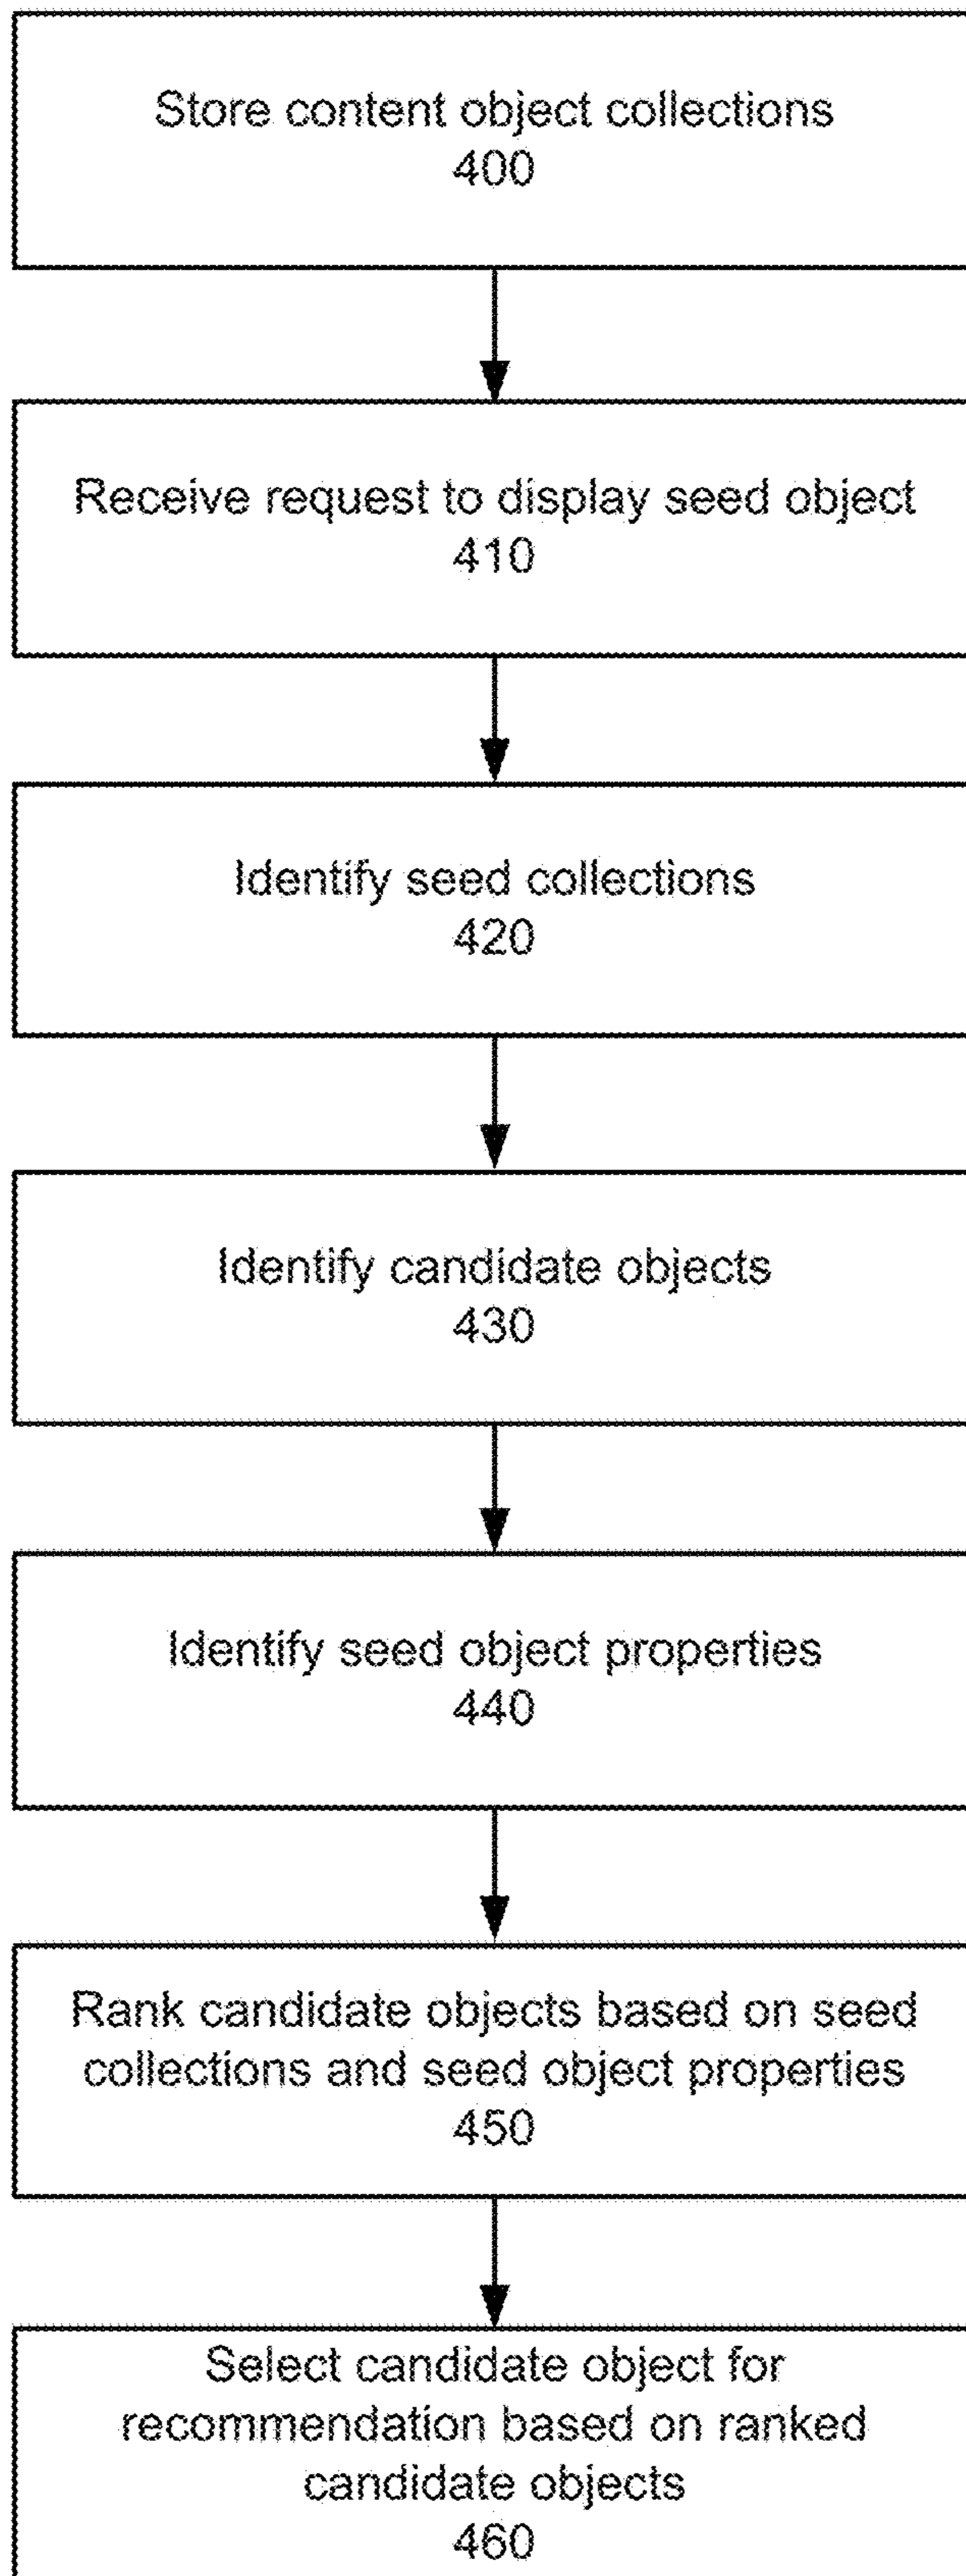 Store content object collections
400
Receive request to display seed object
410
Identify seed collections
420
Identify candidate objects
430
Identify seed object properties
440
Rank candidate objects based on seed
collections and seed object properties
450
Select candidate object for
recommendation based on ranked
candidate objects
460